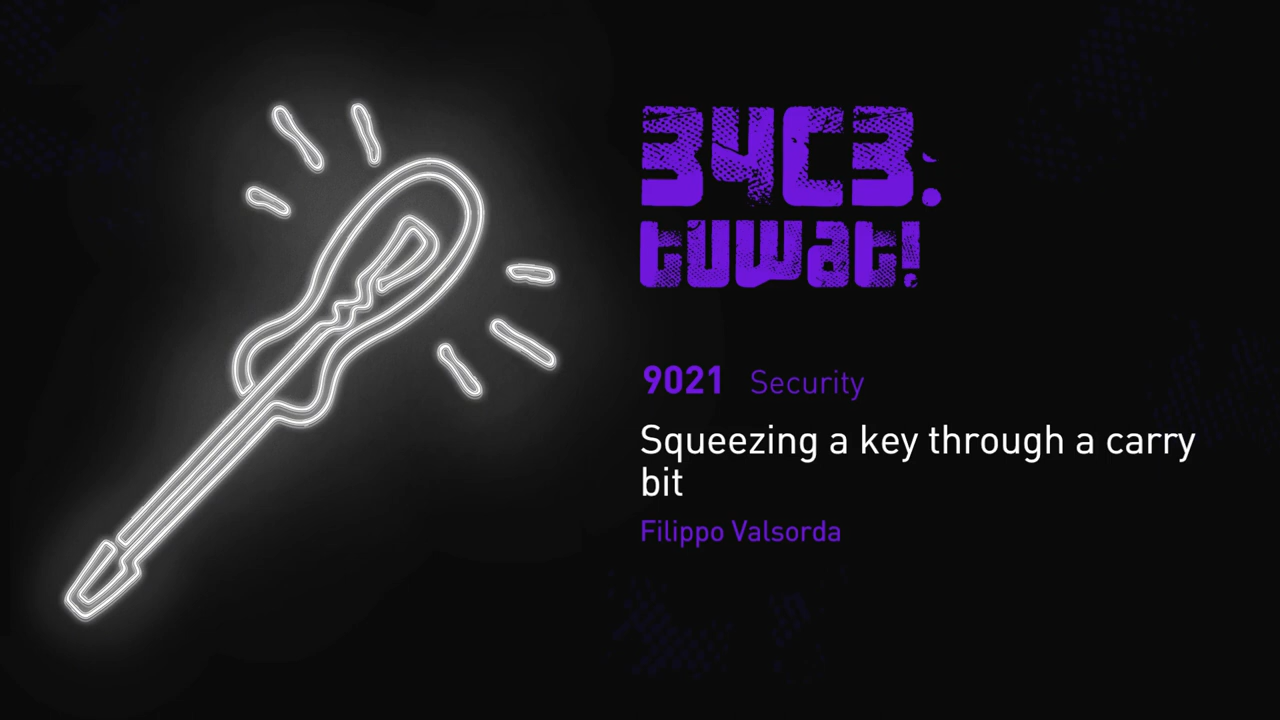 34C3.
tuwat!
9021 Security
Squeezing a key through a carry
bit
Filippo Valsorda